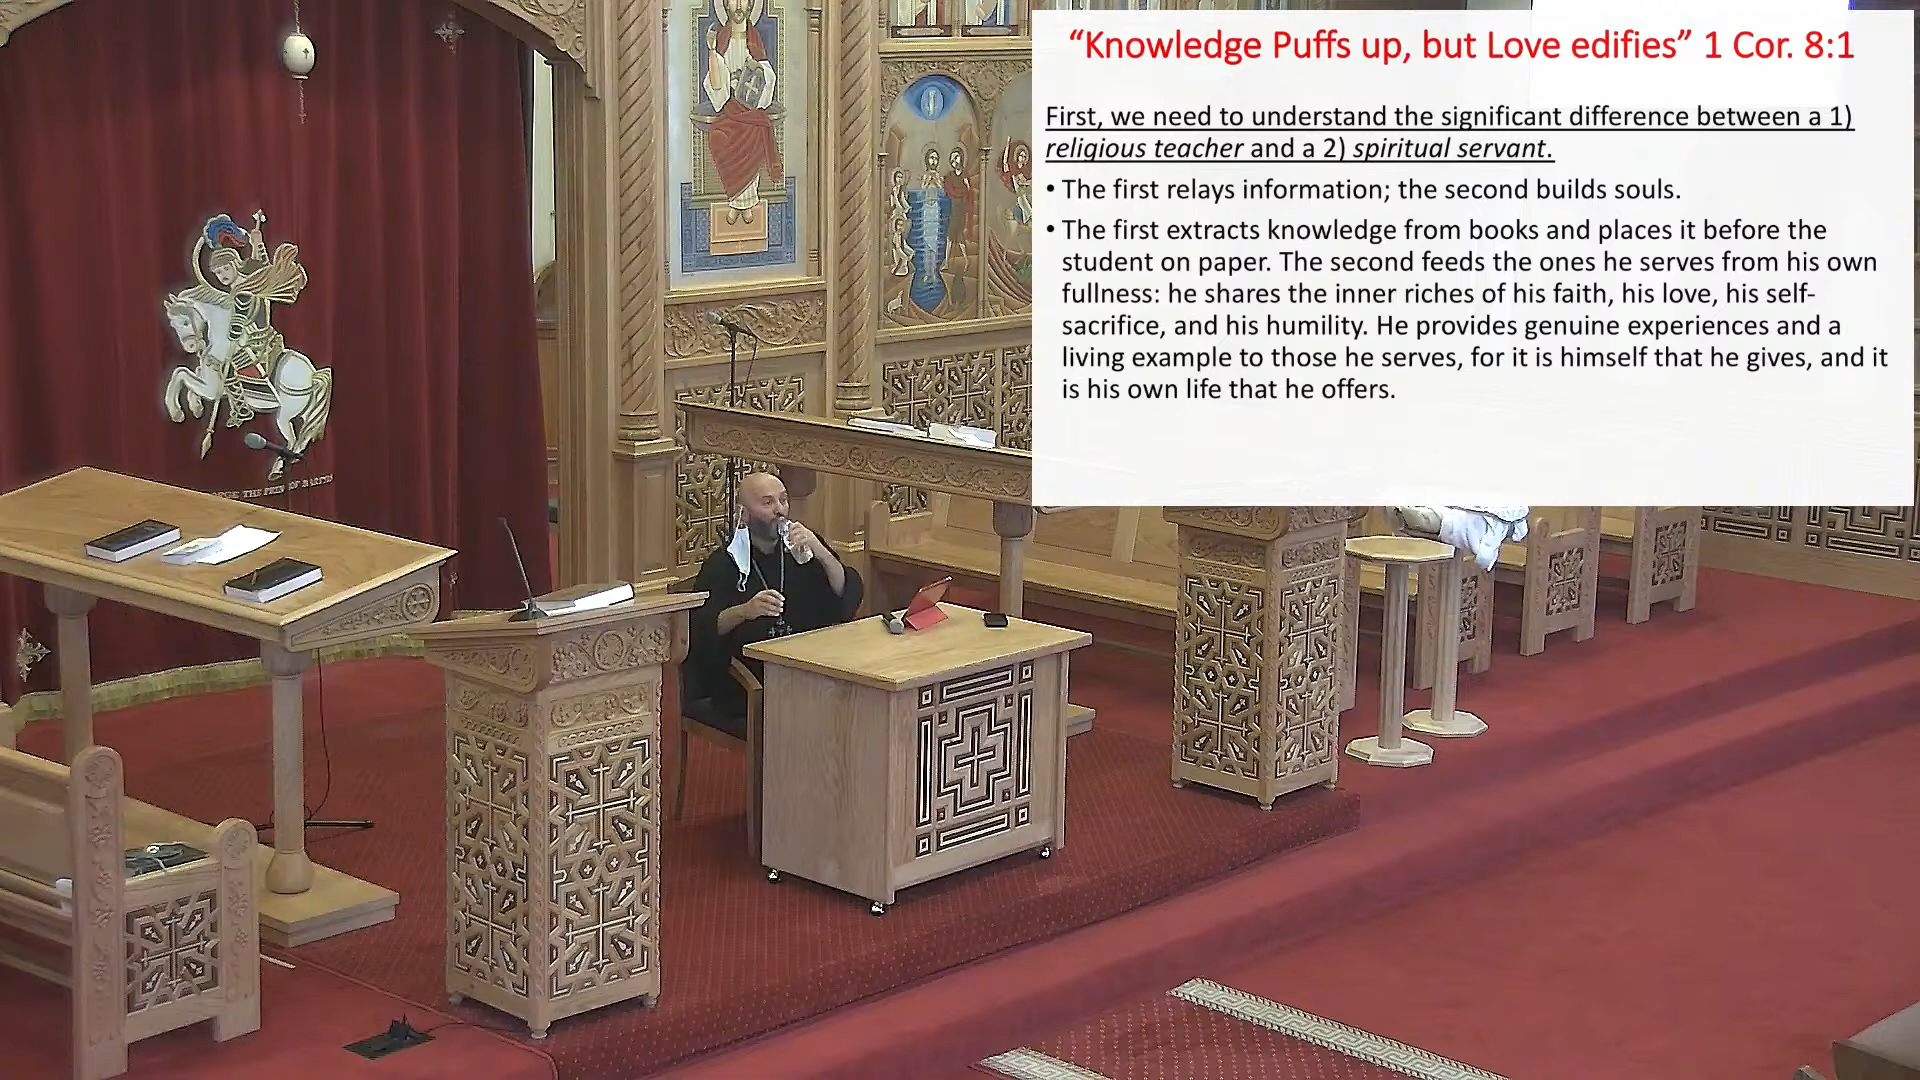 “Knowledge Puffs up, but Love edifies” 1 Cor. 8:1
First, we need to understand the significant difference between a 1)
religious teacher and a 2) spiritual servant.
• The first relays information; the second builds souls.
• The first extracts knowledge from books and places it before the
student on paper. The second feeds the ones he serves from his own
fullness: he shares the inner riches of his faith, his love, his self-
sacrifice, and his humility. He provides genuine experiences and a
living example to those he serves, for it is himself that he gives, and it
is his own life that he offers.
THE
OF